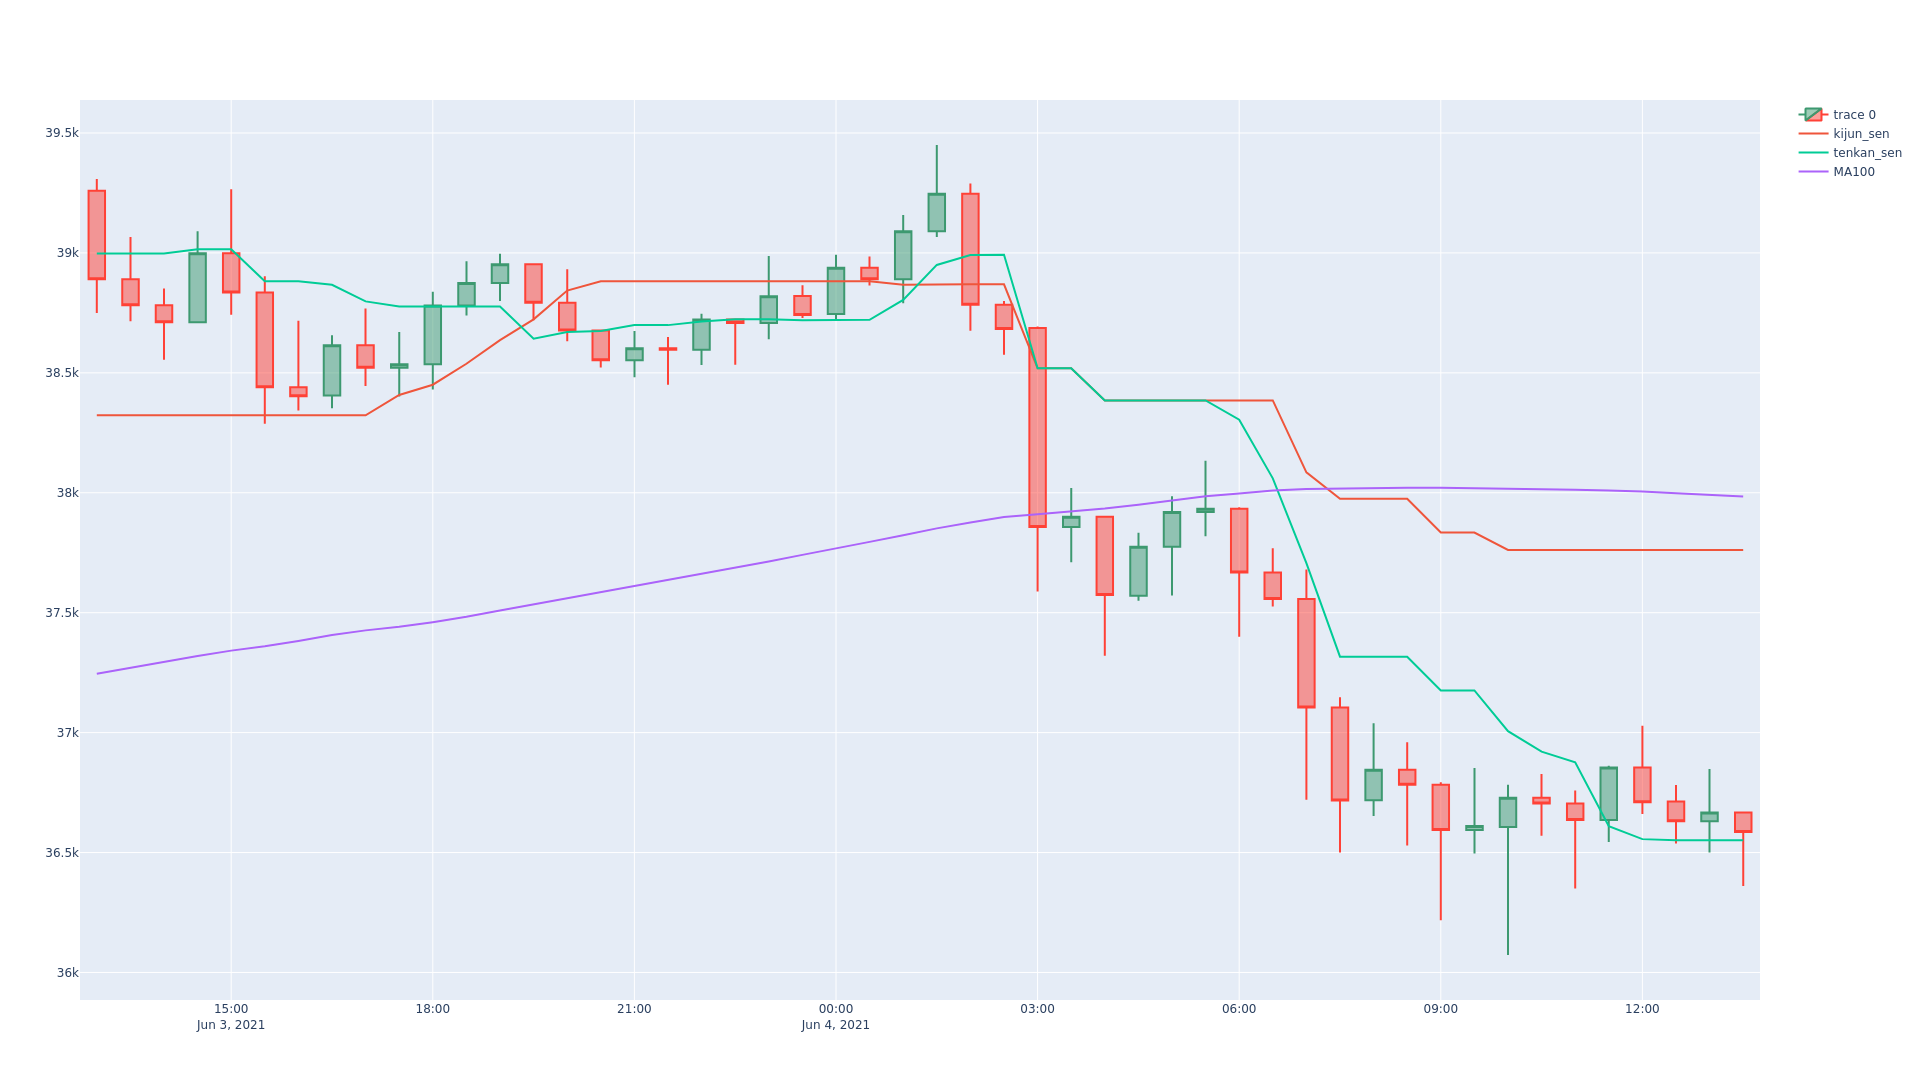 39.5k
39k
38.5k
38k
37.5k
37k
36.5k
36k
15:00
Jun 3, 2021
18:00
21:00
00:00
Jun 4, 2021
03:00
06:00
09:00
12:00
trace 0
kijun_sen
tenkan_sen
MA100